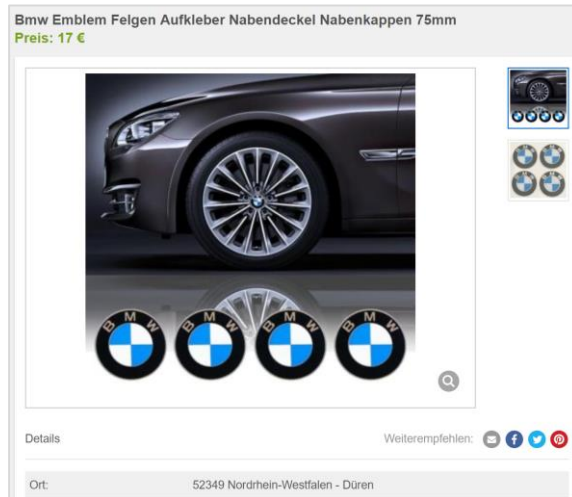 Bmw Emblem Felgen Aufkleber Nabendeckel Nabenkappen 75mm
Preis: 17 €
BMW BMW BMW BMW
Details
Weiterempfehlen:
Ort: 52349 Nordrhein-Westfalen - Düren